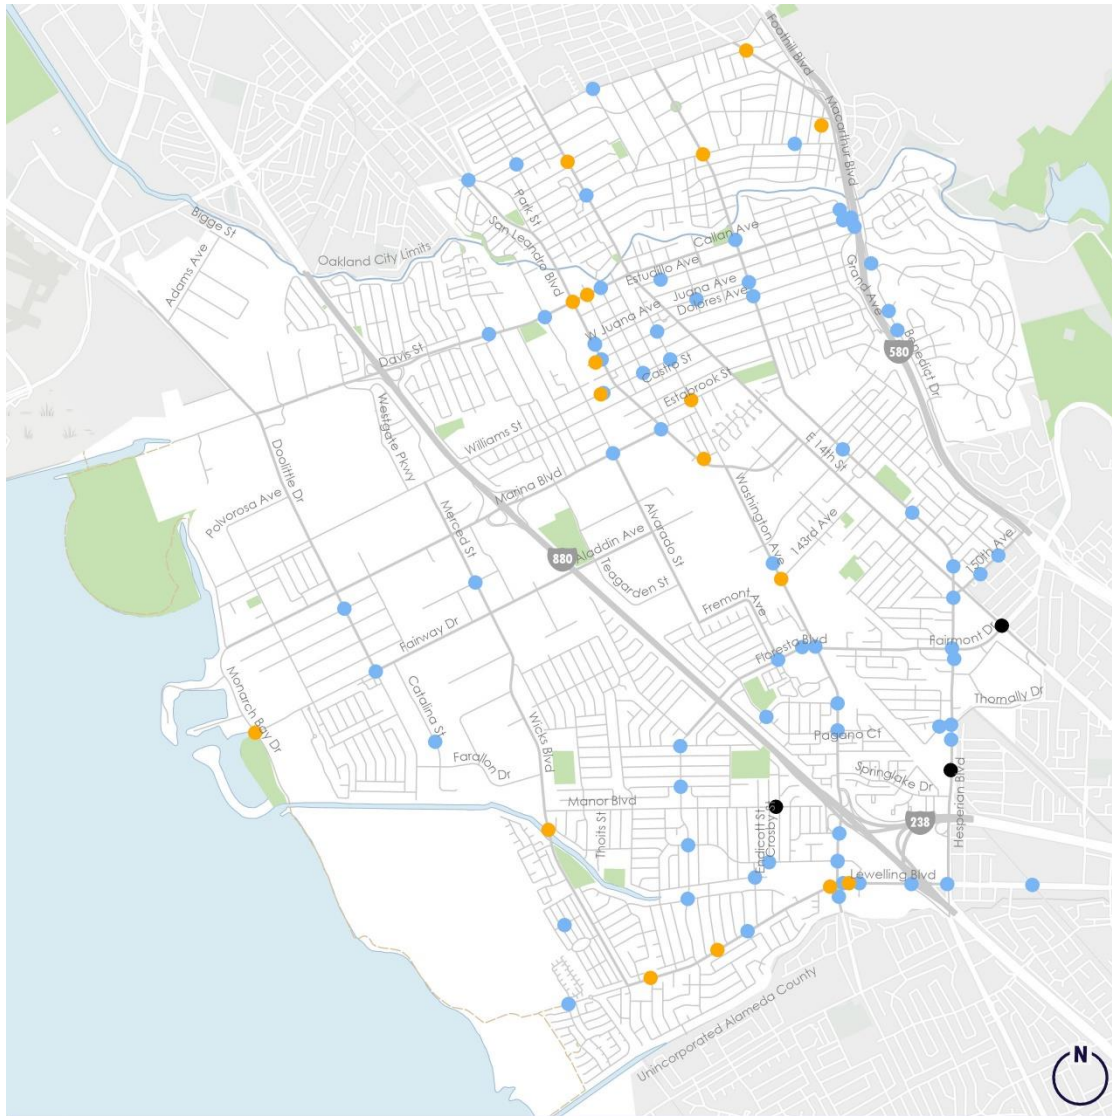 Foothill Blvd
Macarthur Blvd
Bigge St
Adams Ave
Oakland City Limits
Park St
San Leandro Blvd
Callan Ave
Estudillo Ave
Juana Ave
Dolores Ave
W Juana Ave
Grand Ave
Benedict Dr
580
Davis St
Castro St
Estabrook St
Westgate Pkwy
Williams St
Doolittle Dr
Polvorosa Ave
Marina Blvd
E 14th St
Merced St
Alvarado St
Washington Ave
143rd Ave
150th Ave
880
Aladdin Ave
Teagarden St
Fremont Ave
Fairway Dr
Floresta Blvd
Fairmont Dr
Monarch Bay Dr
Catalina St
Thornally Dr
Wicks Blvd
Farallon Dr
Pagano Ct
Springlake Dr
Hesperian Blvd
Manor Blvd
Thoits St
Endicott St
Crosby St
238
Lewelling Blvd
Unincorporated Alameda County
N